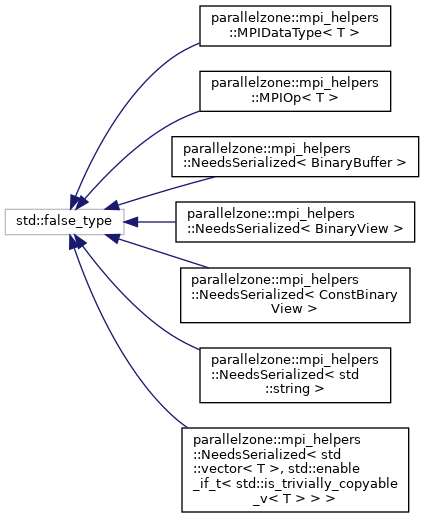 parallelzone::mpi_helpers
::MPIDataType< T >
parallelzone::mpi_helpers
::MPIOp< T >
parallelzone::mpi_helpers
::NeedsSerialized< BinaryBuffer >
std::false_type
parallelzone::mpi_helpers
::NeedsSerialized< BinaryView >
parallelzone::mpi_helpers
::NeedsSerialized< ConstBinary
View >
parallelzone::mpi_helpers
::NeedsSerialized< std
::string >
parallelzone::mpi_helpers
::NeedsSerialized< std
::vector< T >, std::enable
_if_t< std::is_trivially_copyable
_v< T > > >